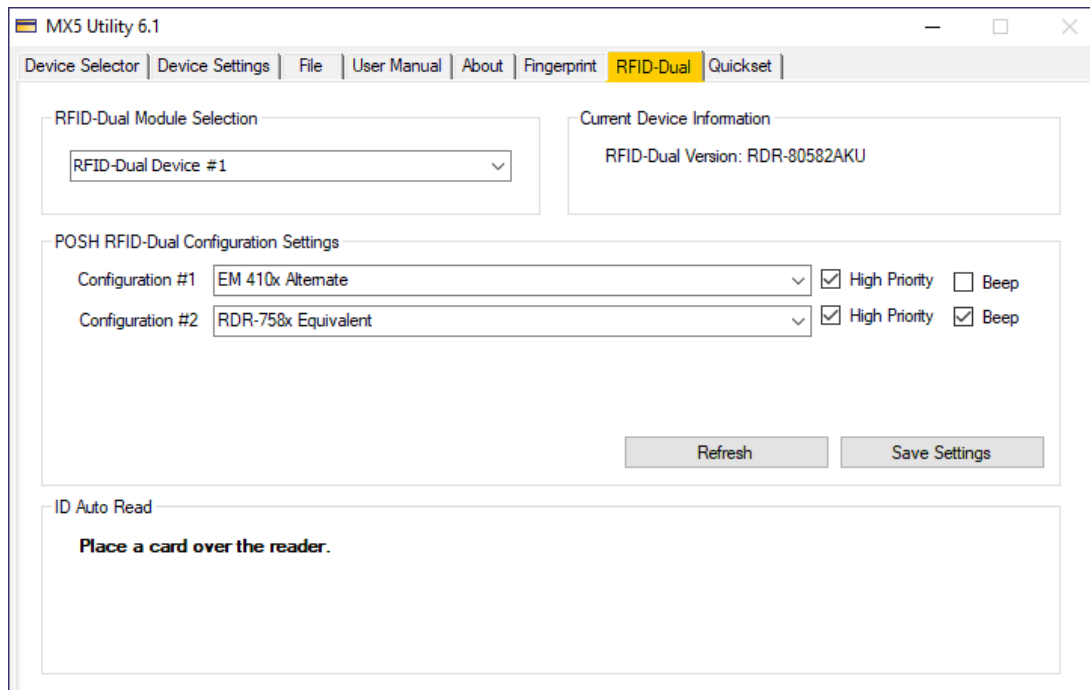 MX5 Utility 6.1
Device Selector Device Settings File User Manual About Fingerprint RFID-Dual Quickset
RFID-Dual Module Selection
RFID-Dual Device #1
Current Device Information
RFID-Dual Version: RDR-80582AKU
POSH RFID-Dual Configuration Settings
Configuration #1 EM 410x Alternate High Priority Beep
Configuration #2 RDR-758x Equivalent High Priority Beep
Refresh Save Settings
ID Auto Read
Place a card over the reader.